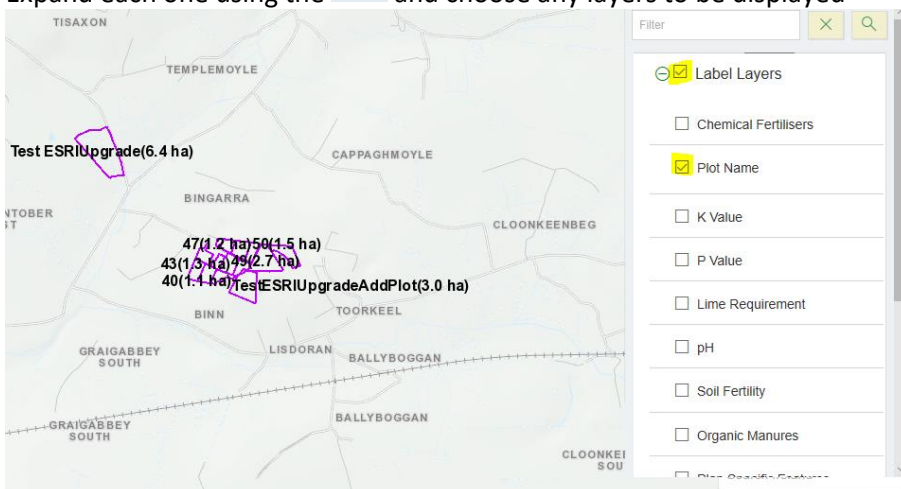 Expand each one using the and choose any layers to be displayed
TISAXON
TEMPLEMOYLE
Test ESRIUpgrade(6.4 ha)
CAPPAGHMOYLE
BINGARRA
CLOONKEENBEG
47(1.2 ha)50(1.5 ha)
43(1.3 ha)49(2.7 ha)
40(1.1 ha)TestESRIUpgradeAddPlot(3.0 ha)
BINN
TOORKEEL
GRAIGABBEY
SOUTH
LISDORAN
BALLYBOGGAN
BALLYBOGGAN
GRAIGABBEY
SOUTH
Filter
Label Layers
Chemical Fertilisers
Plot Name
K Value
P Value
Lime Requirement
pH
Soil Fertility
Organic Manures